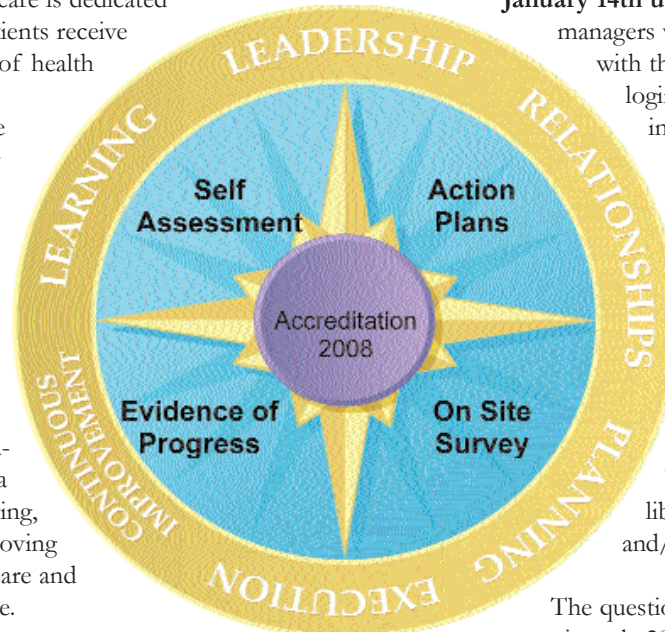 care is dedicated
tients receive
of health
e
a
ing,
oving
are and
e.
LEADERSHIP
RELATIONSHIPS
PLANNING
EXECUTION
CONTINUOUS
IMPROVEMENT
LEARNING
Self
Assessment
Action
Plans
Accreditation
2008
Evidence of
Progress
On Site
Survey
January 14th u
managers
with th
login
in
lib
and/
The questio